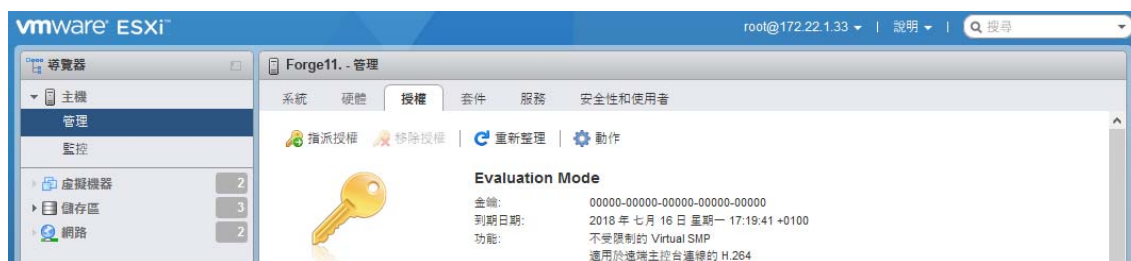 vmware ESXi™
root@172.22.1.33 | 說明 | 搜尋
導覽器
主機
管理
監控
虛擬機器 2
儲存區 3
網路 2
Forge11. - 管理
系統 硬體 授權 套件 服務 安全性和使用者
指派授權 移除授權 | 重新整理 | 動作
Evaluation Mode
金鑰: 00000-00000-00000-00000-00000
到期日期: 2018 年 七月 16 日 星期一 17:19:41 +0100
功能: 不受限制的 Virtual SMP
適用於遠端主控台連線的 H.264